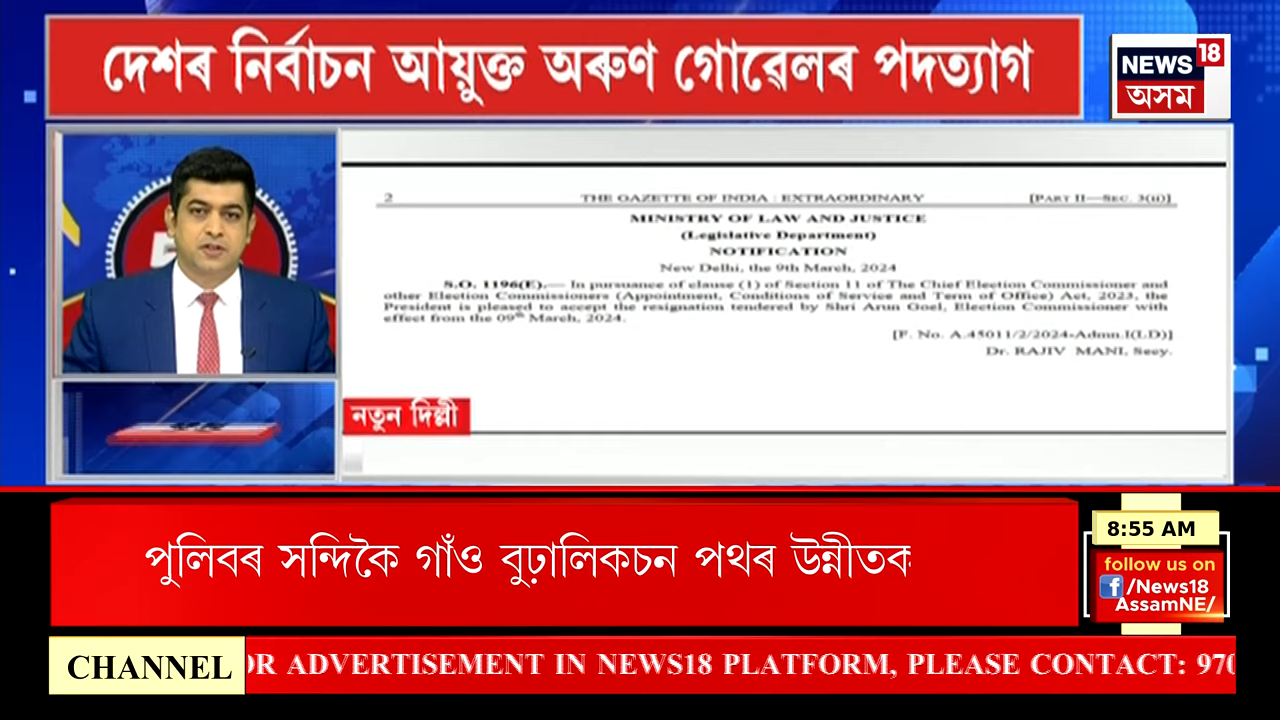 দেশৰ নিৰ্বাচন আয়ুক্ত অৰুণ গোৱেলৰ পদত্যাগ
NEWS 18
অসম
2 THE GAZETTE OF INDIA : EXTRAORDINARY [PART II—SEC. 3(ii)]
MINISTRY OF LAW AND JUSTICE
(Legislative Department)
NOTIFICATION
New Delhi, the 9th March, 2024
S.O. 1196(E).— In pursuance of clause (1) of Section 11 of The Chief Election Commissioner and
other Election Commissioners (Appointment, Conditions of Service and Term of Office) Act, 2023, the
President is pleased to accept the resignation tendered by Shri Arun Goel, Election Commissioner with
effect from the 09th March, 2024.
[F. No. A.45011/2/2024-Admn.I(LD)]
Dr. RAJIV MANI, Secy.
নতুন দিল্লী
পুলিবৰ সন্দিকৈ গাঁও বুঢ়ালিকচন পথৰ উন্নীতক
8:55 AM
follow us on
/News18
AssamNE/
CHANNEL OR ADVERTISEMENT IN NEWS18 PLATFORM, PLEASE CONTACT: 970